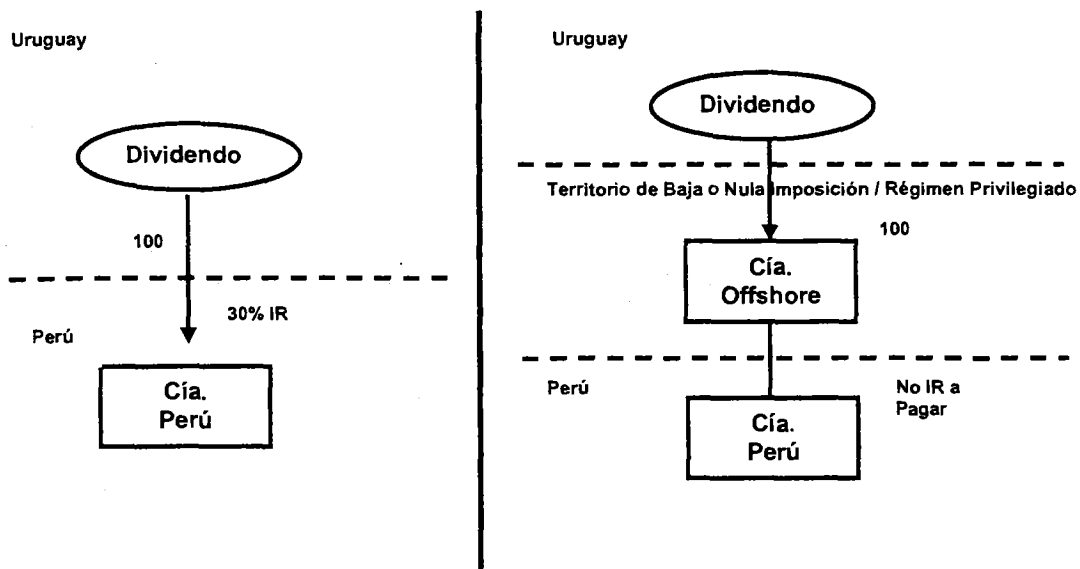 Uruguay
Dividendo
100
30% IR
Perú
Cía.
Perú
Uruguay
Dividendo
Territorio de Baja o Nula Imposición / Régimen Privilegiado
100
Cía.
Offshore
Perú
No IR a
Pagar
Cía.
Perú